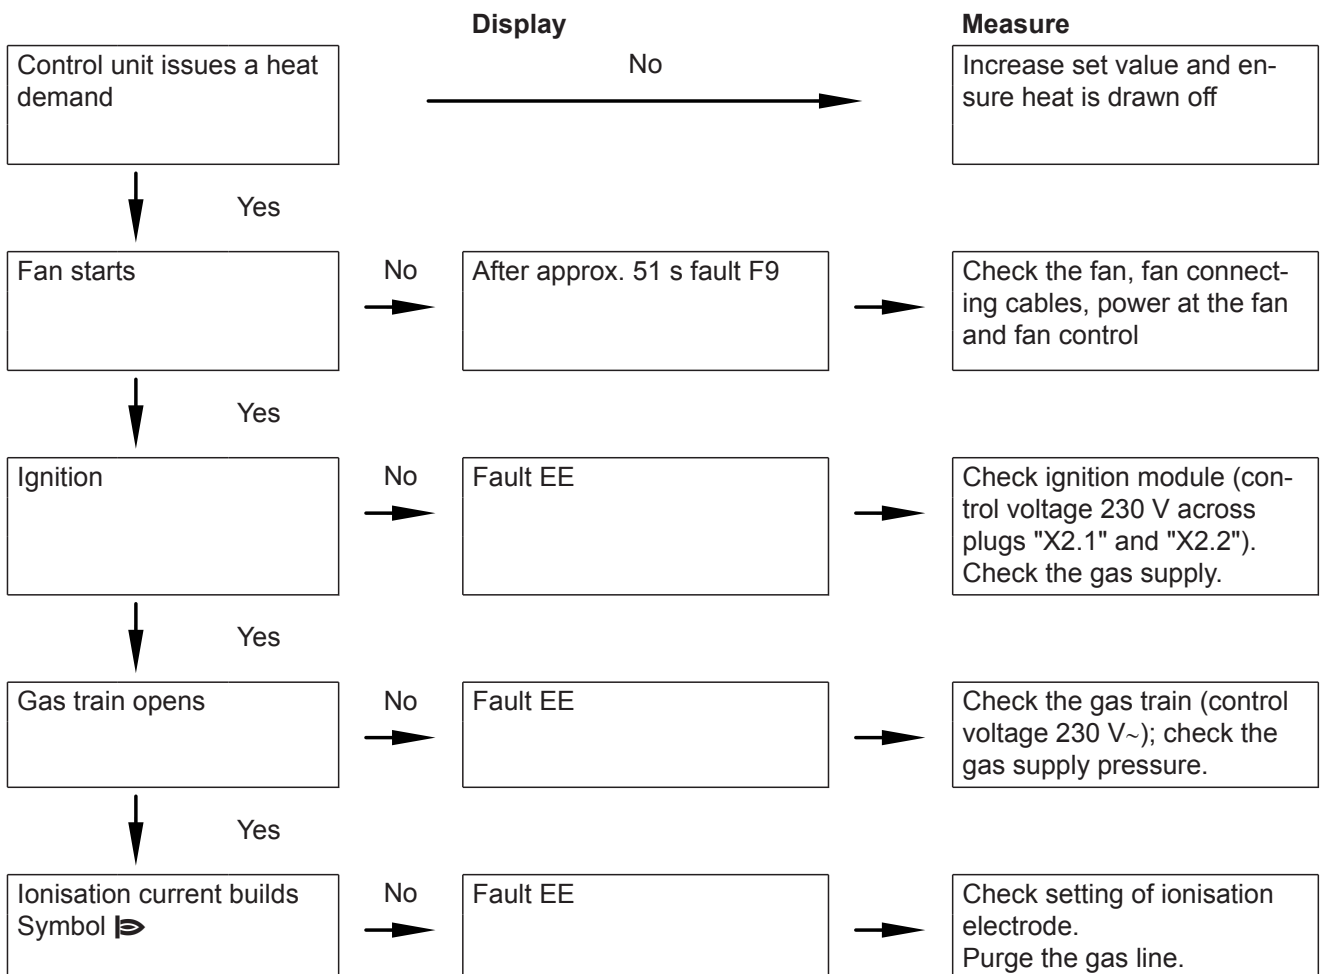 Display
Measure
Control unit issues a heat
demand
No
Increase set value and en-
sure heat is drawn off
Yes
Fan starts
No
After approx. 51 s fault F9
Check the fan, fan connect-
ing cables, power at the fan
and fan control
Yes
Ignition
No
Fault EE
Check ignition module (con-
trol voltage 230 V across
plugs "X2.1" and "X2.2").
Check the gas supply.
Yes
Gas train opens
No
Fault EE
Check the gas train (control
voltage 230 V~); check the
gas supply pressure.
Yes
Ionisation current builds
Symbol
No
Fault EE
Check setting of ionisation
electrode.
Purge the gas line.